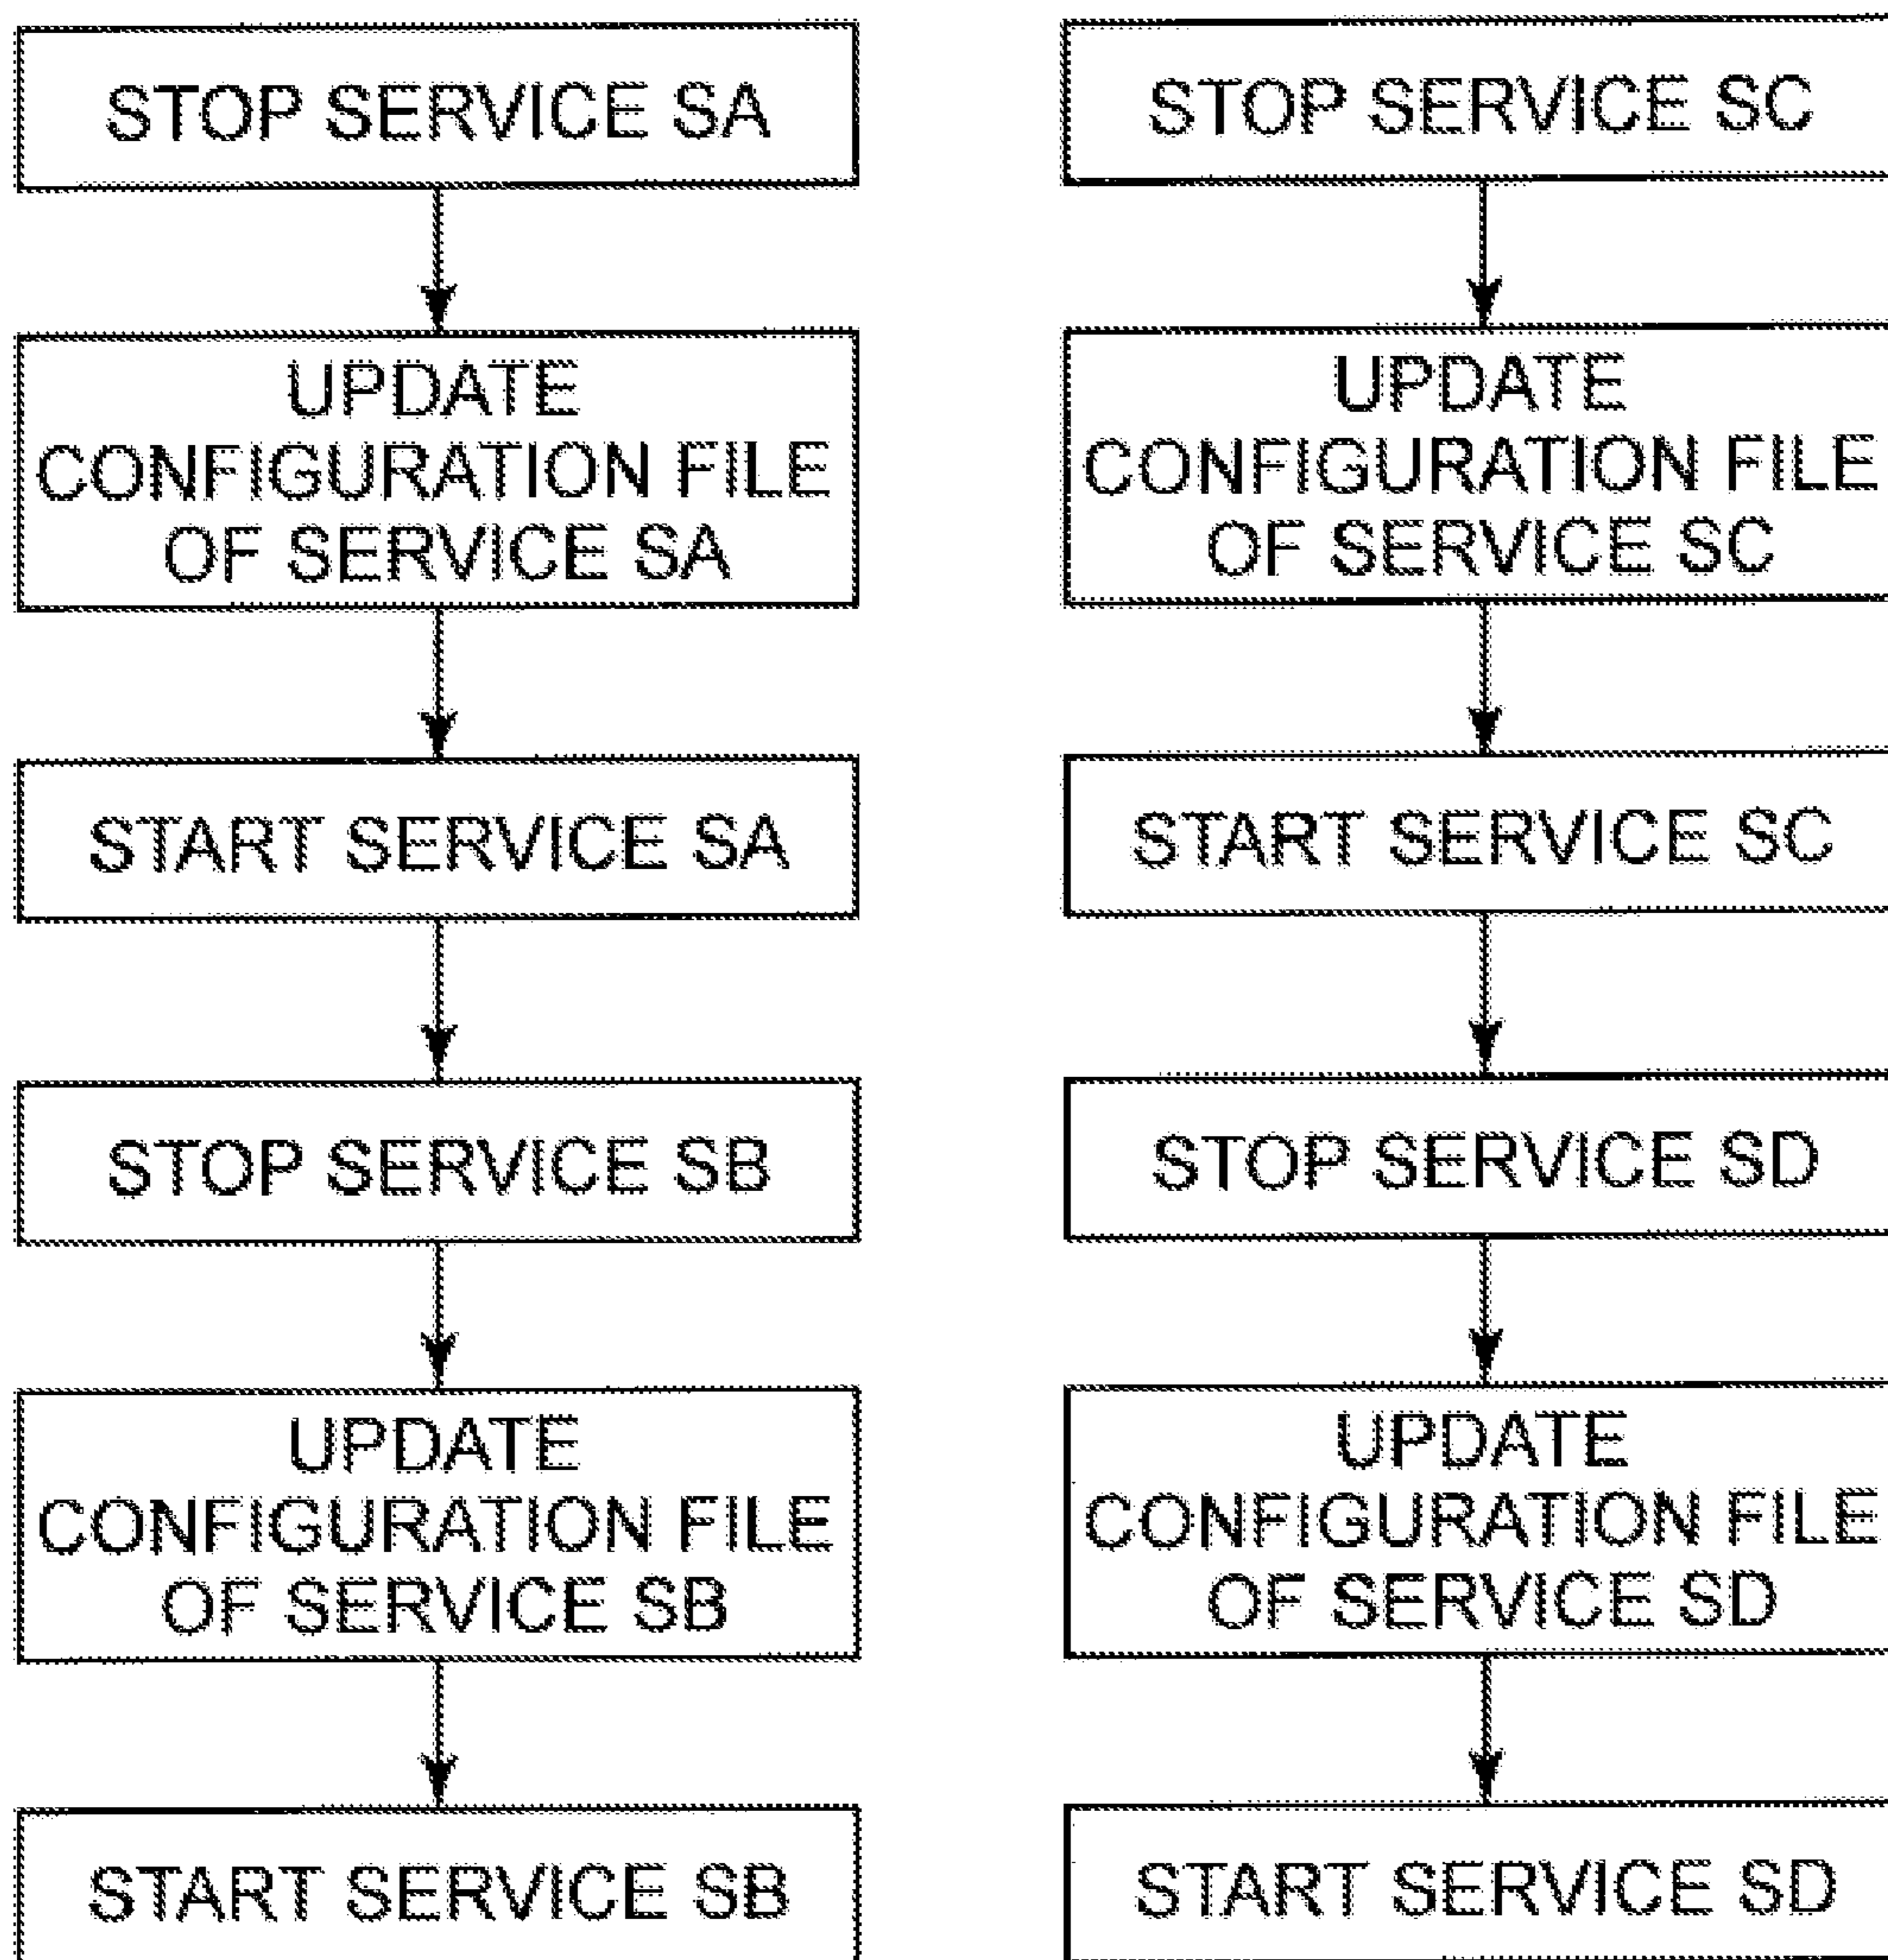 STOP SERVICE SA
UPDATE
CONFIGURATION FILE
OF SERVICE SA
START SERVICE SA
STOP SERVICE SB
UPDATE
CONFIGURATION FILE
OF SERVICE SB
START SERVICE SB
STOP SERVICE SC
UPDATE
CONFIGURATION FILE
OF SERVICE SC
START SERVICE SC
STOP SERVICE SD
UPDATE
CONFIGURATION FILE
OF SERVICE SD
START SERVICE SD